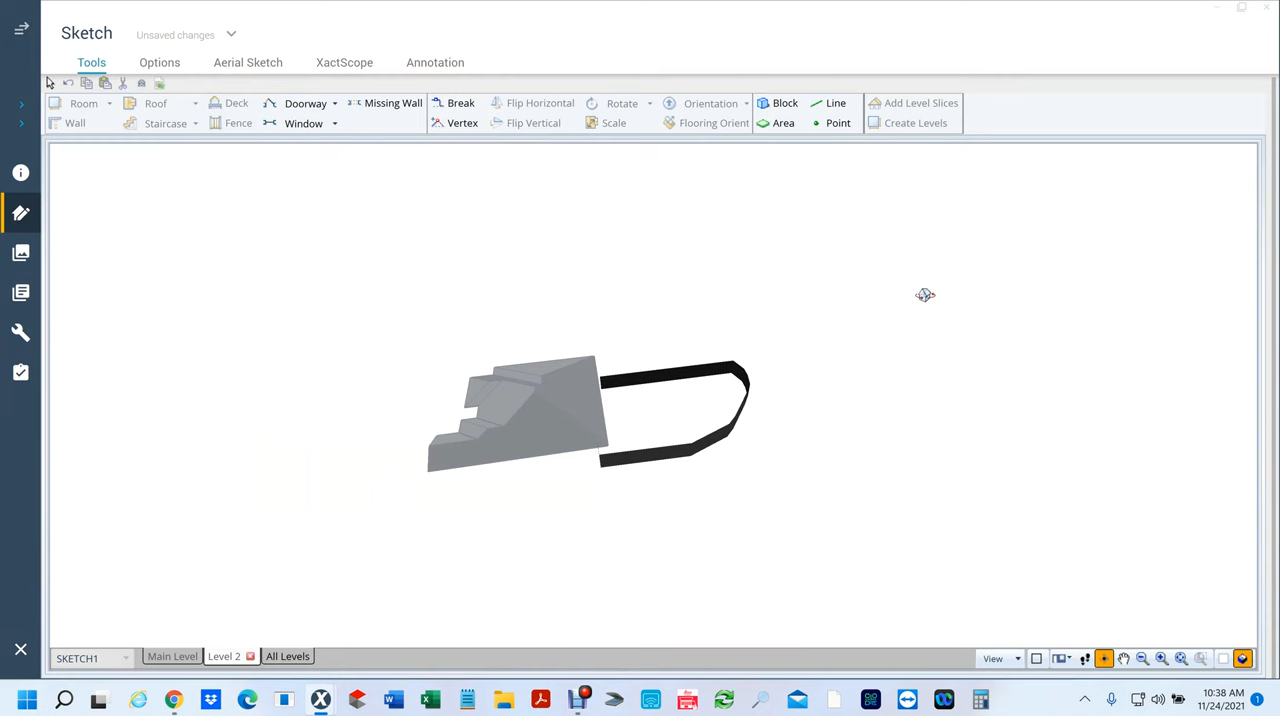 Sketch
Unsaved changes
Tools Options Aerial Sketch XactScope Annotation
Room Roof Deck Doorway Missing Wall Break Flip Horizontal Rotate Orientation Block Line Add Level Slices
Wall Staircase Fence Window Vertex Flip Vertical Scale Flooring Orient Area Point Create Levels
SKETCH1 Main Level Level 2 All Levels View
10:38 AM
11/24/2021